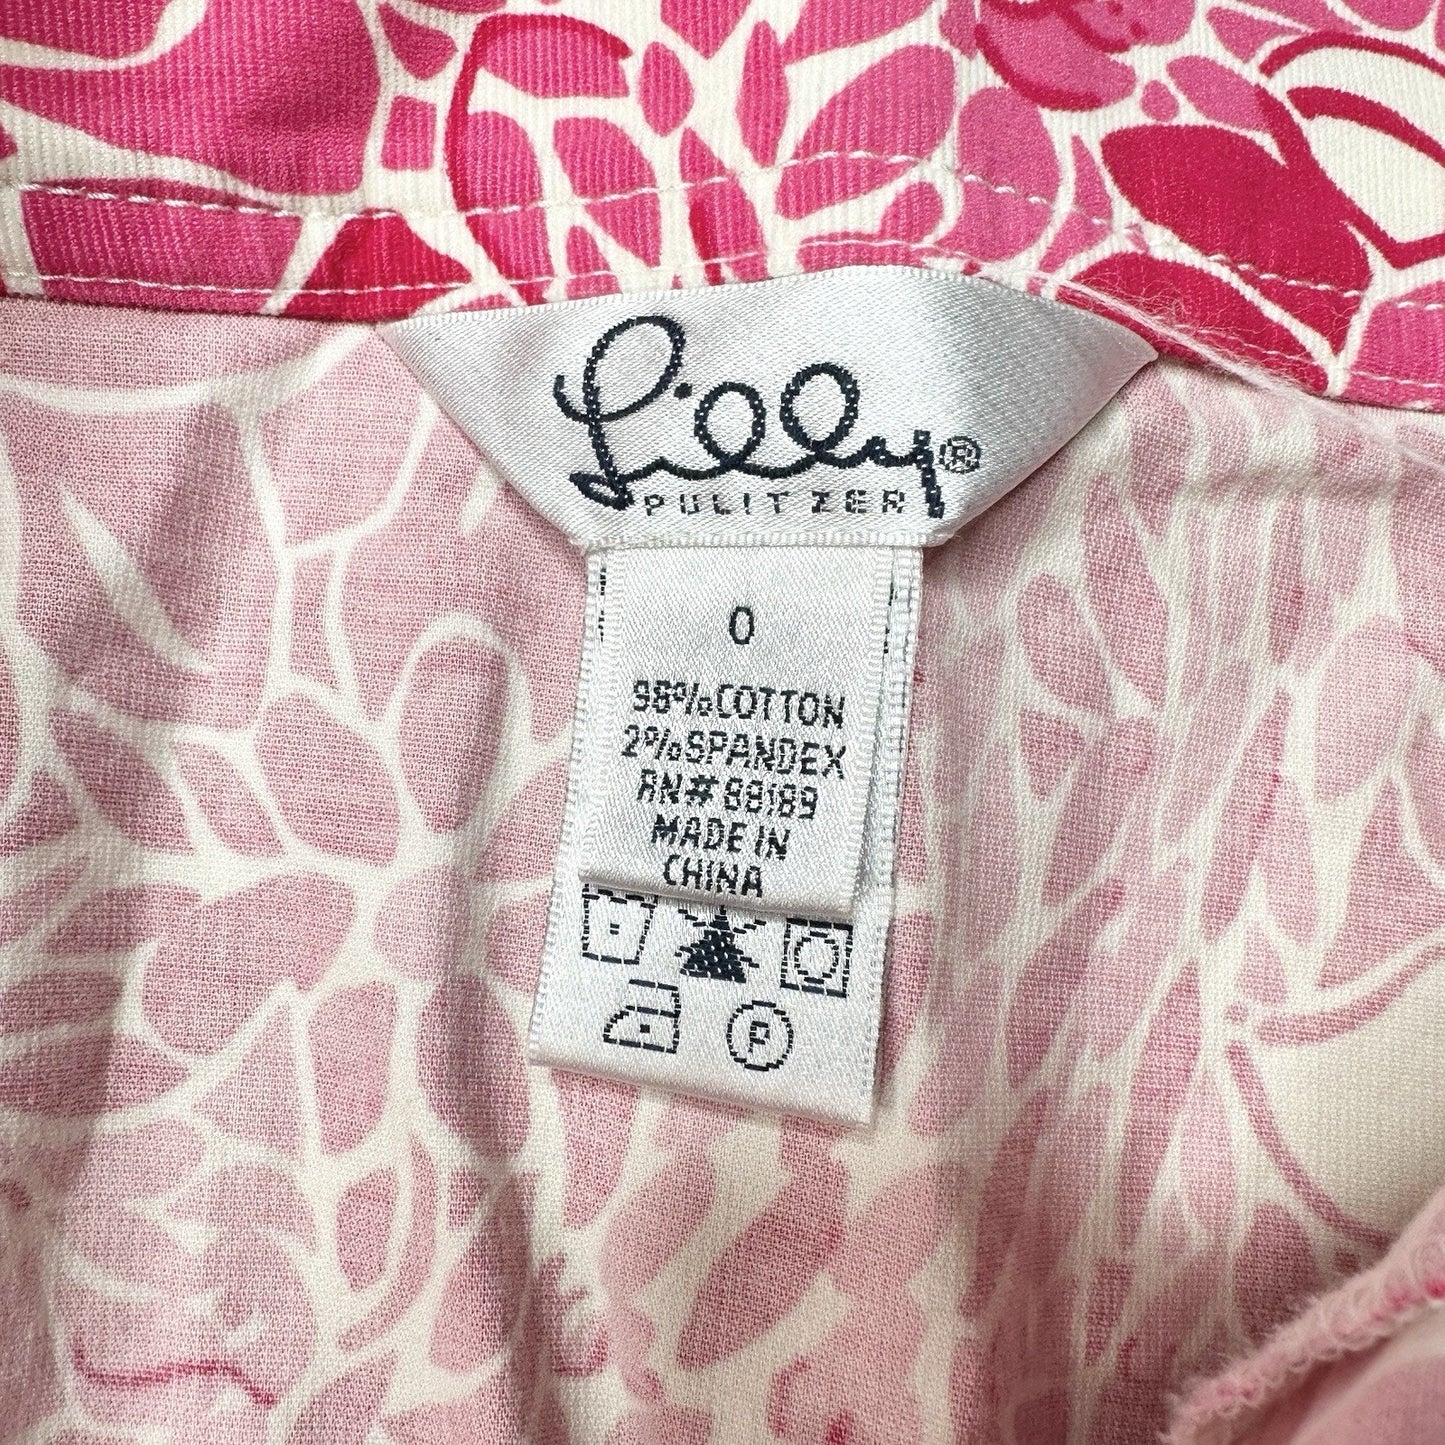 Lilly®
PULITZER
0
98% COTTON
2% SPANDEX
RN# 88189
MADE IN
CHINA
P